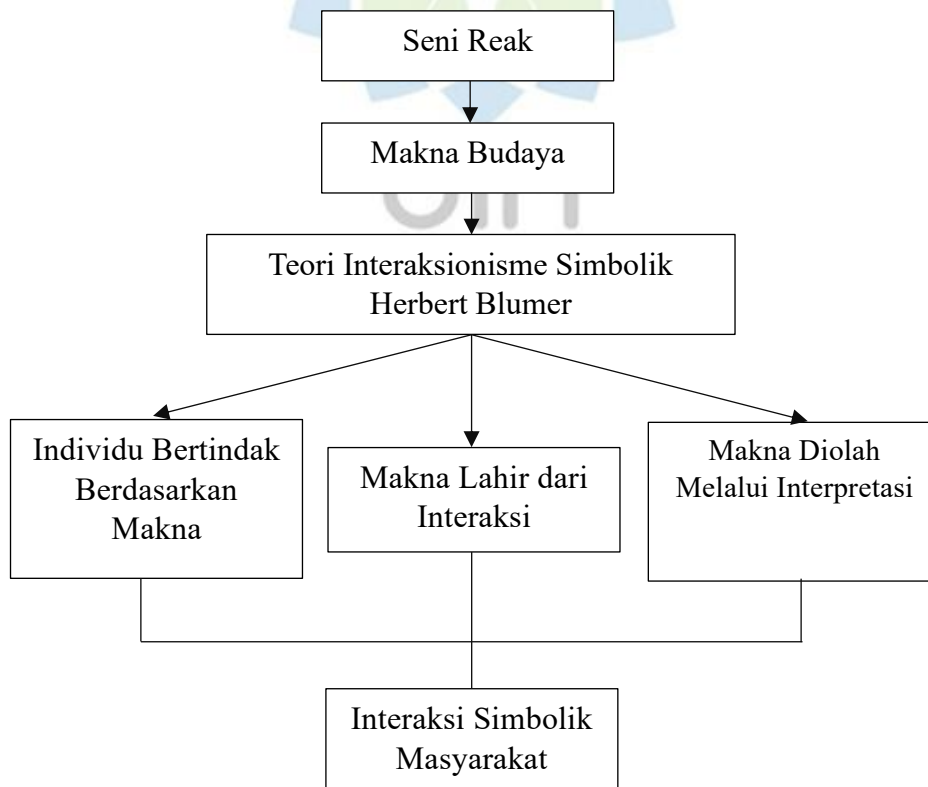 Seni Reak
Makna Budaya
Teori Interaksionisme Simbolik
Herbert Blumer
Individu Bertindak
Berdasarkan
Makna
Makna Lahir dari
Interaksi
Makna Diolah
Melalui Interpretasi
Interaksi Simbolik
Masyarakat